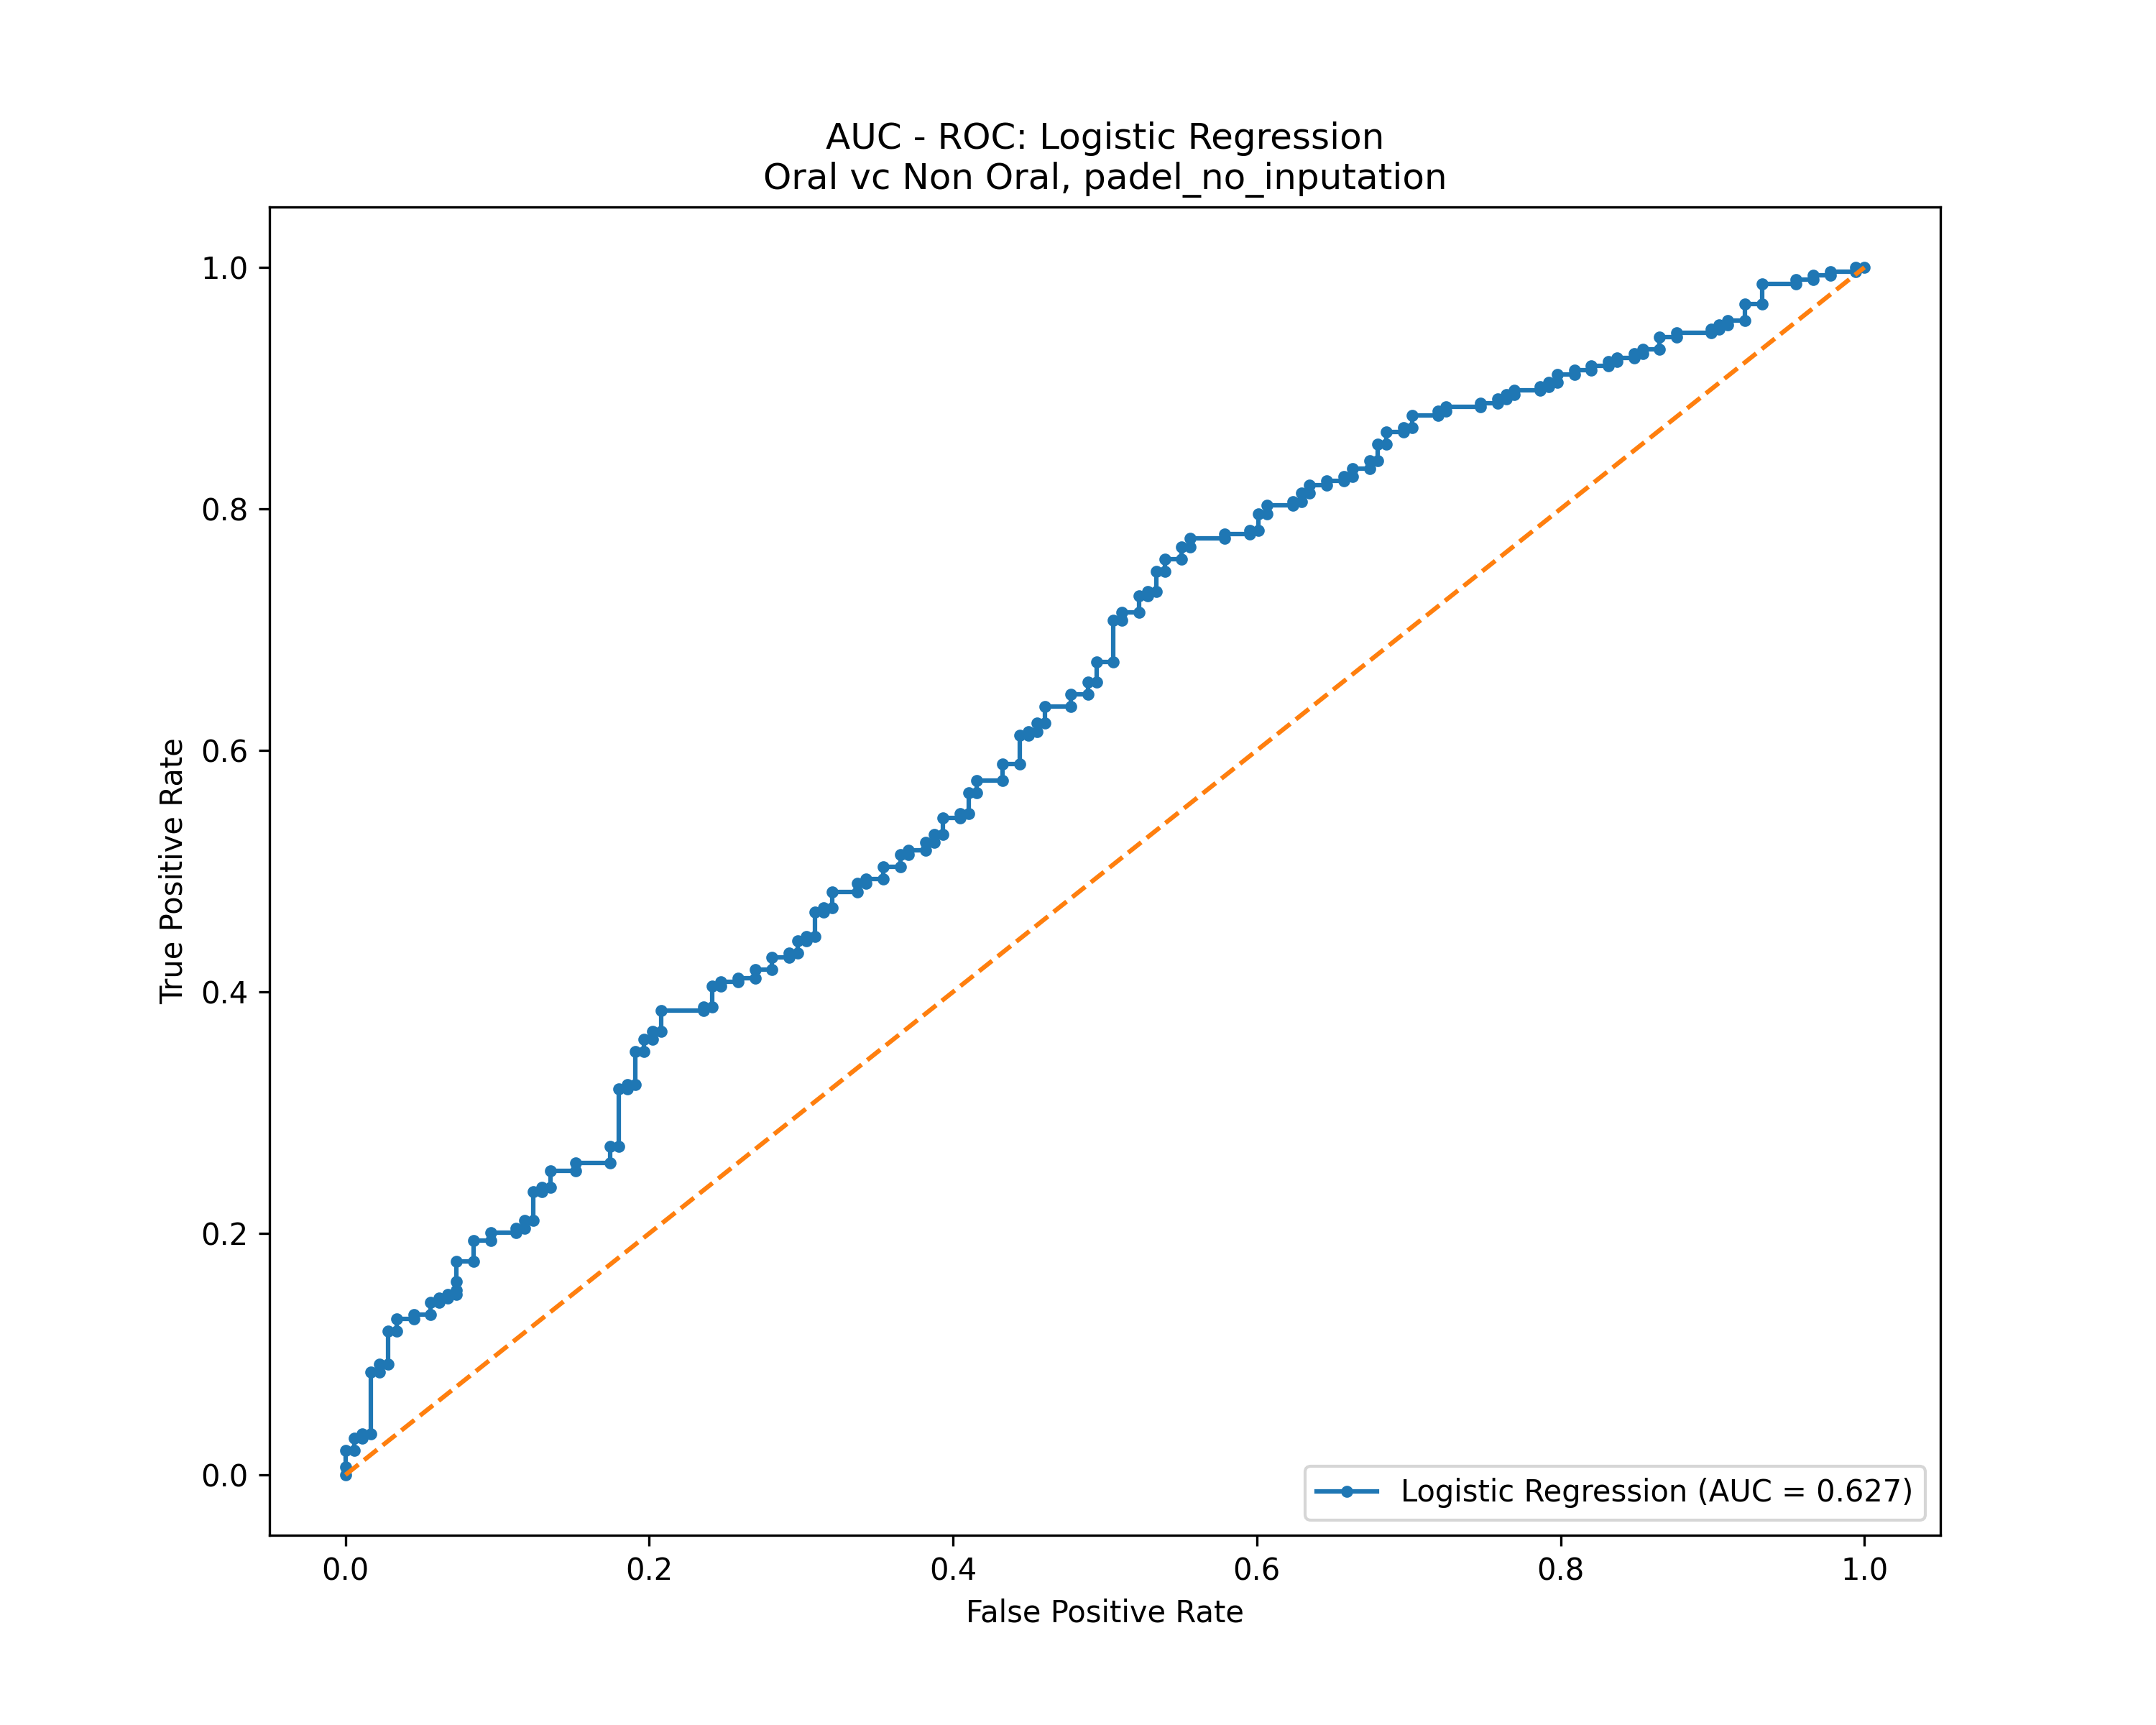 AUC - ROC: Logistic Regression
Oral vc Non Oral, padel_no_inputation
True Positive Rate
1.0
0.8
0.6
0.4
0.2
0.0
Logistic Regression (AUC = 0.627)
0.0 0.2 0.4 0.6 0.8 1.0
False Positive Rate